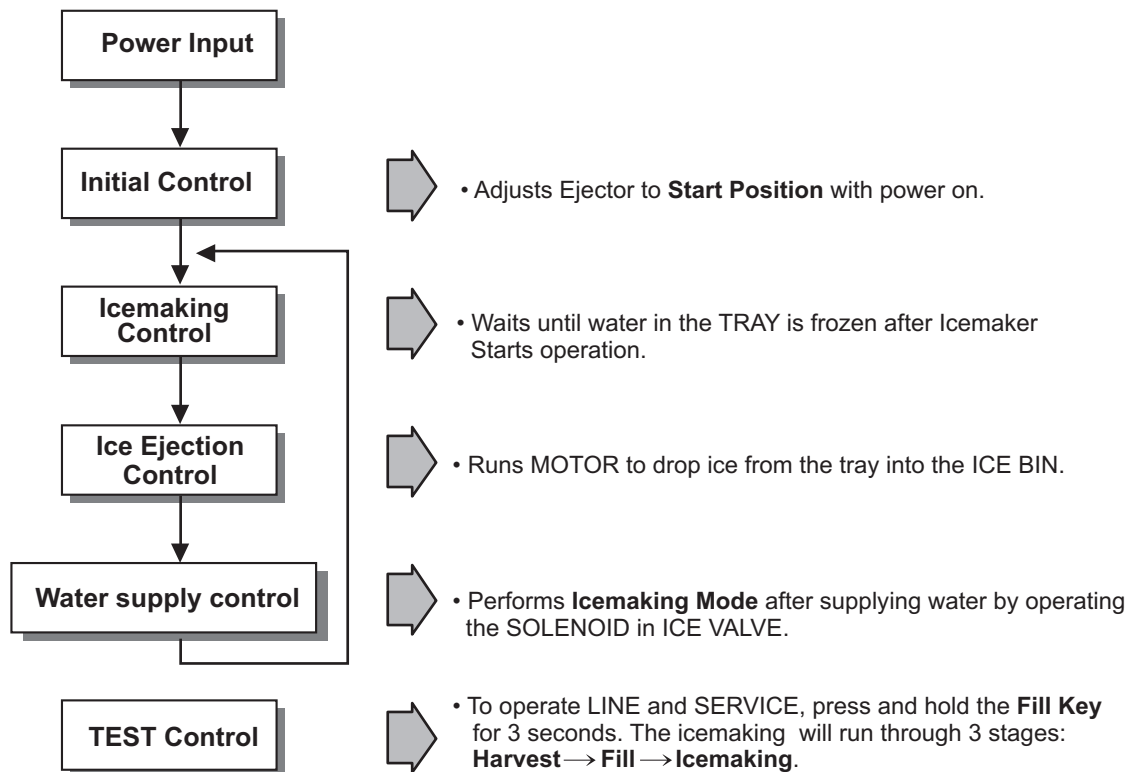 Power Input
Initial Control
• Adjusts Ejector to Start Position with power on.
Icemaking
Control
• Waits until water in the TRAY is frozen after Icemaker
Starts operation.
Ice Ejection
Control
• Runs MOTOR to drop ice from the tray into the ICE BIN.
Water supply control
• Performs Icemaking Mode after supplying water by operating
the SOLENOID in ICE VALVE.
TEST Control
• To operate LINE and SERVICE, press and hold the Fill Key
for 3 seconds. The icemaking will run through 3 stages:
Harvest → Fill → Icemaking.